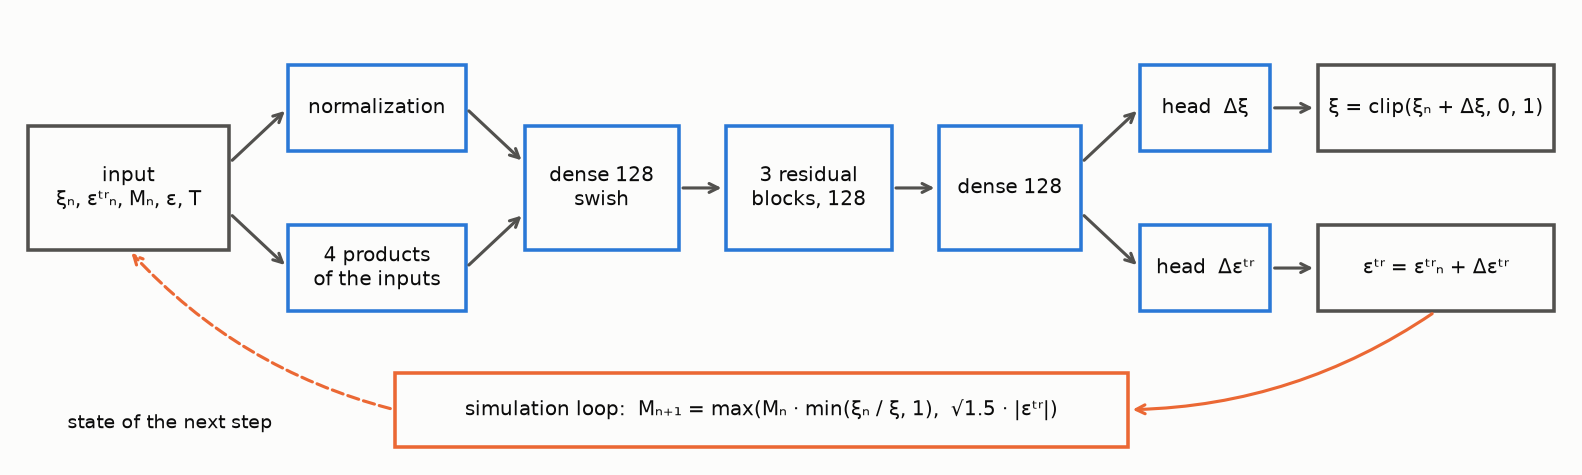 input
ξₙ, εᵗʳₙ, Mₙ, ε, T
normalization
4 products
of the inputs
dense 128
swish
3 residual
blocks, 128
dense 128
head Δξ
ξ = clip(ξₙ + Δξ, 0, 1)
head Δεᵗʳ
εᵗʳ = εᵗʳₙ + Δεᵗʳ
simulation loop: Mₙ₊₁ = max(Mₙ · min(ξₙ / ξ, 1), √1.5 · |εᵗʳ|)
state of the next step